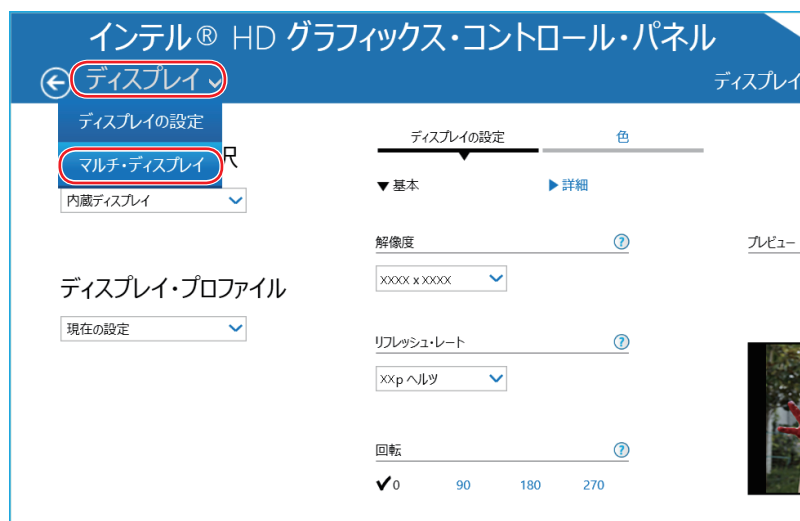 インテル® HD グラフィックス・コントロール・パネル
ディスプレイ
ディスプレイ
ディスプレイの設定
マルチ・ディスプレイ
択
内蔵ディスプレイ
ディスプレイ・プロファイル
現在の設定
ディスプレイの設定
色
▼基本
▶詳細
解像度
?
XXXX x XXXX
リフレッシュ・レート
?
XXp ヘルツ
回転
?
✔0
90
180
270
プレビュー